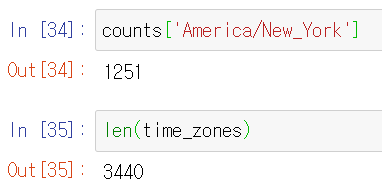 In [34]: counts['America/New_York']
Out[34]: 1251
In [35]: len(time_zones)
Out[35]: 3440